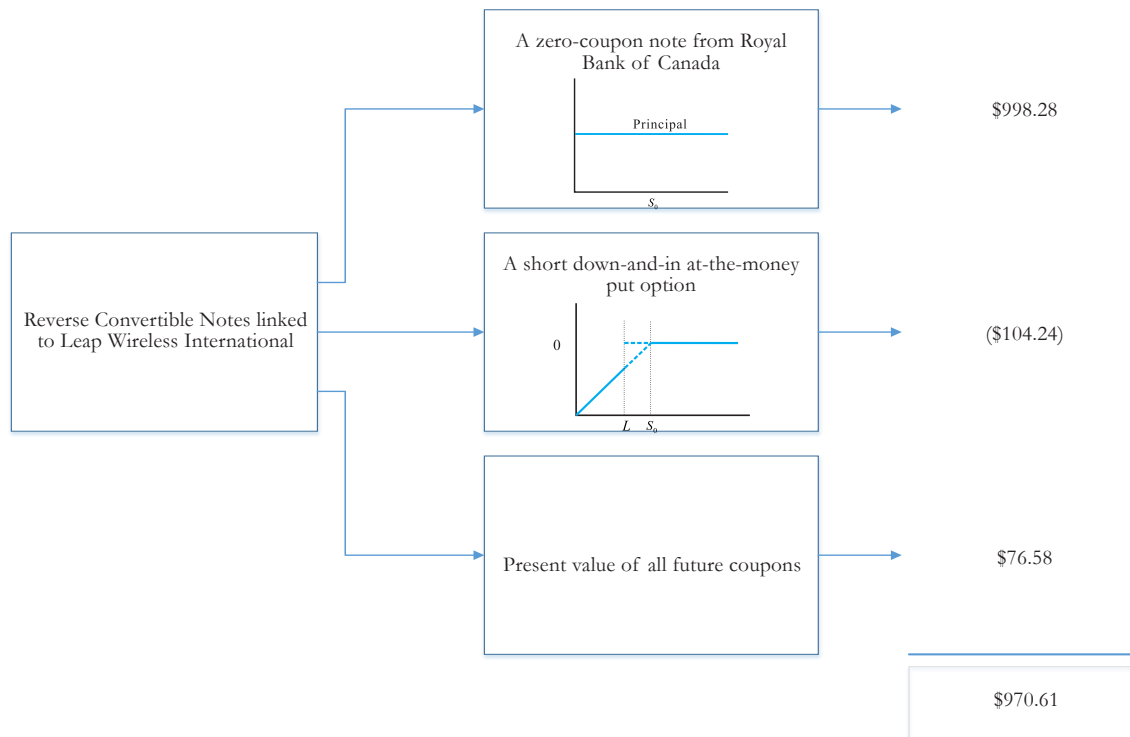 A zero-coupon note from Royal
Bank of Canada
Principal
S₀
$998.28
Reverse Convertible Notes linked
to Leap Wireless International
A short down-and-in at-the-money
put option
0
L S₀
($104.24)
Present value of all future coupons
$76.58
$970.61